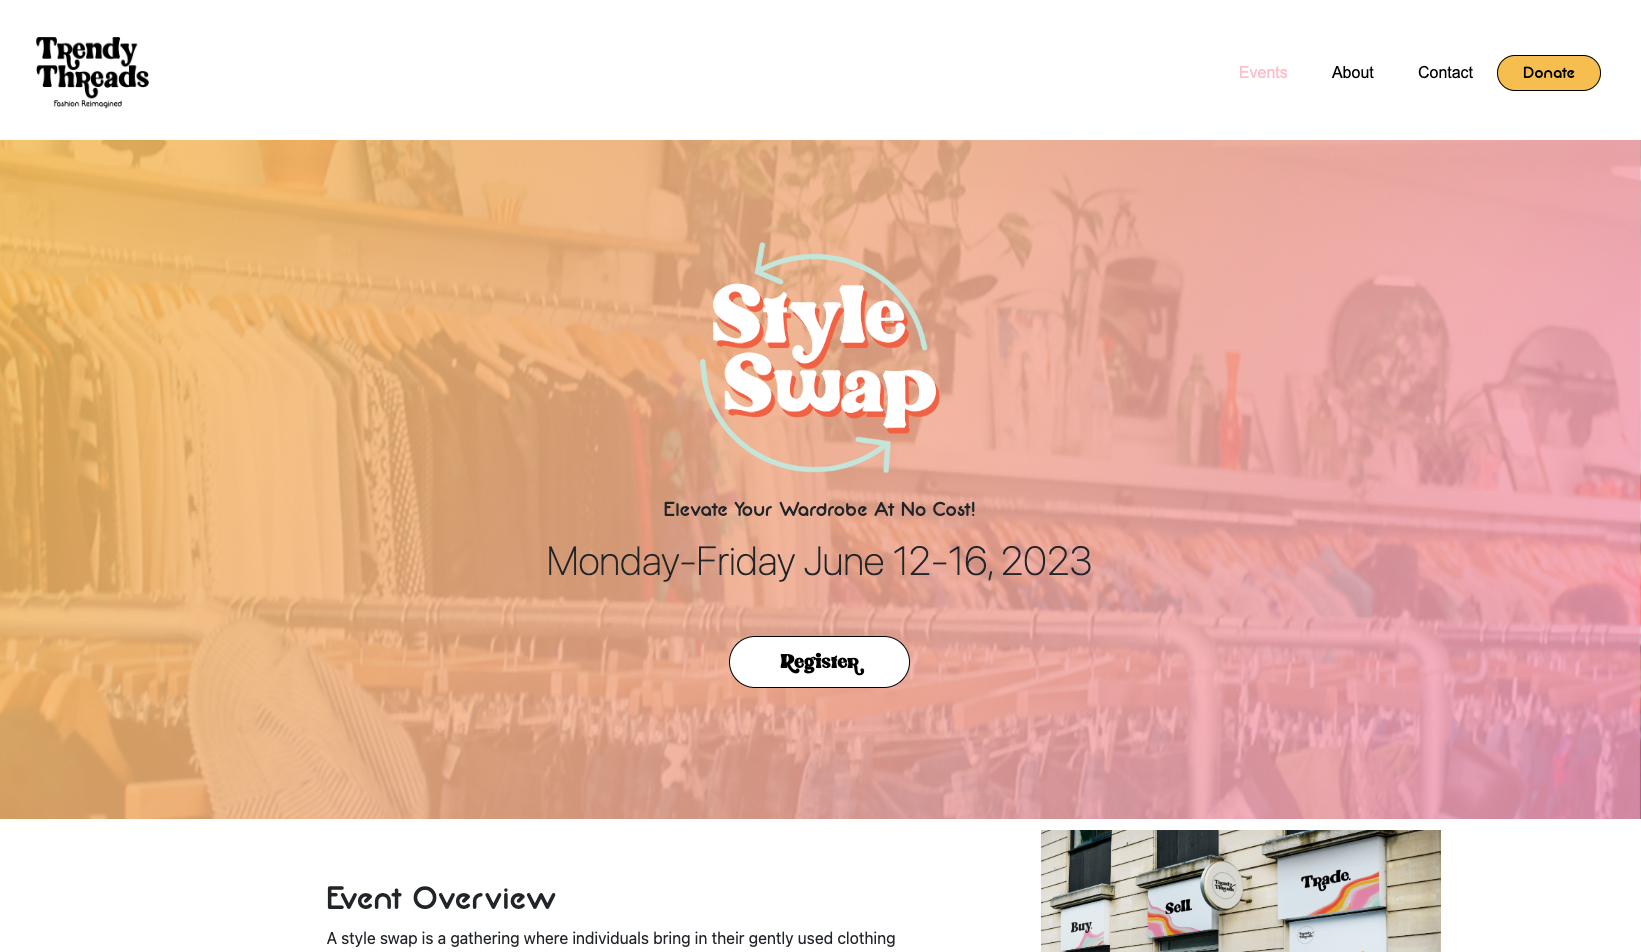 Trendy
Threads
Fashion Reimagined
Events
About
Contact
Donate
Style
Swap
Elevate Your Wardrobe At No Cost!
Monday-Friday June 12-16, 2023
Register
Event Overview
A style swap is a gathering where individuals bring in their gently used clothing
Buy.
Sell.
Trade.
Trendy
Threads